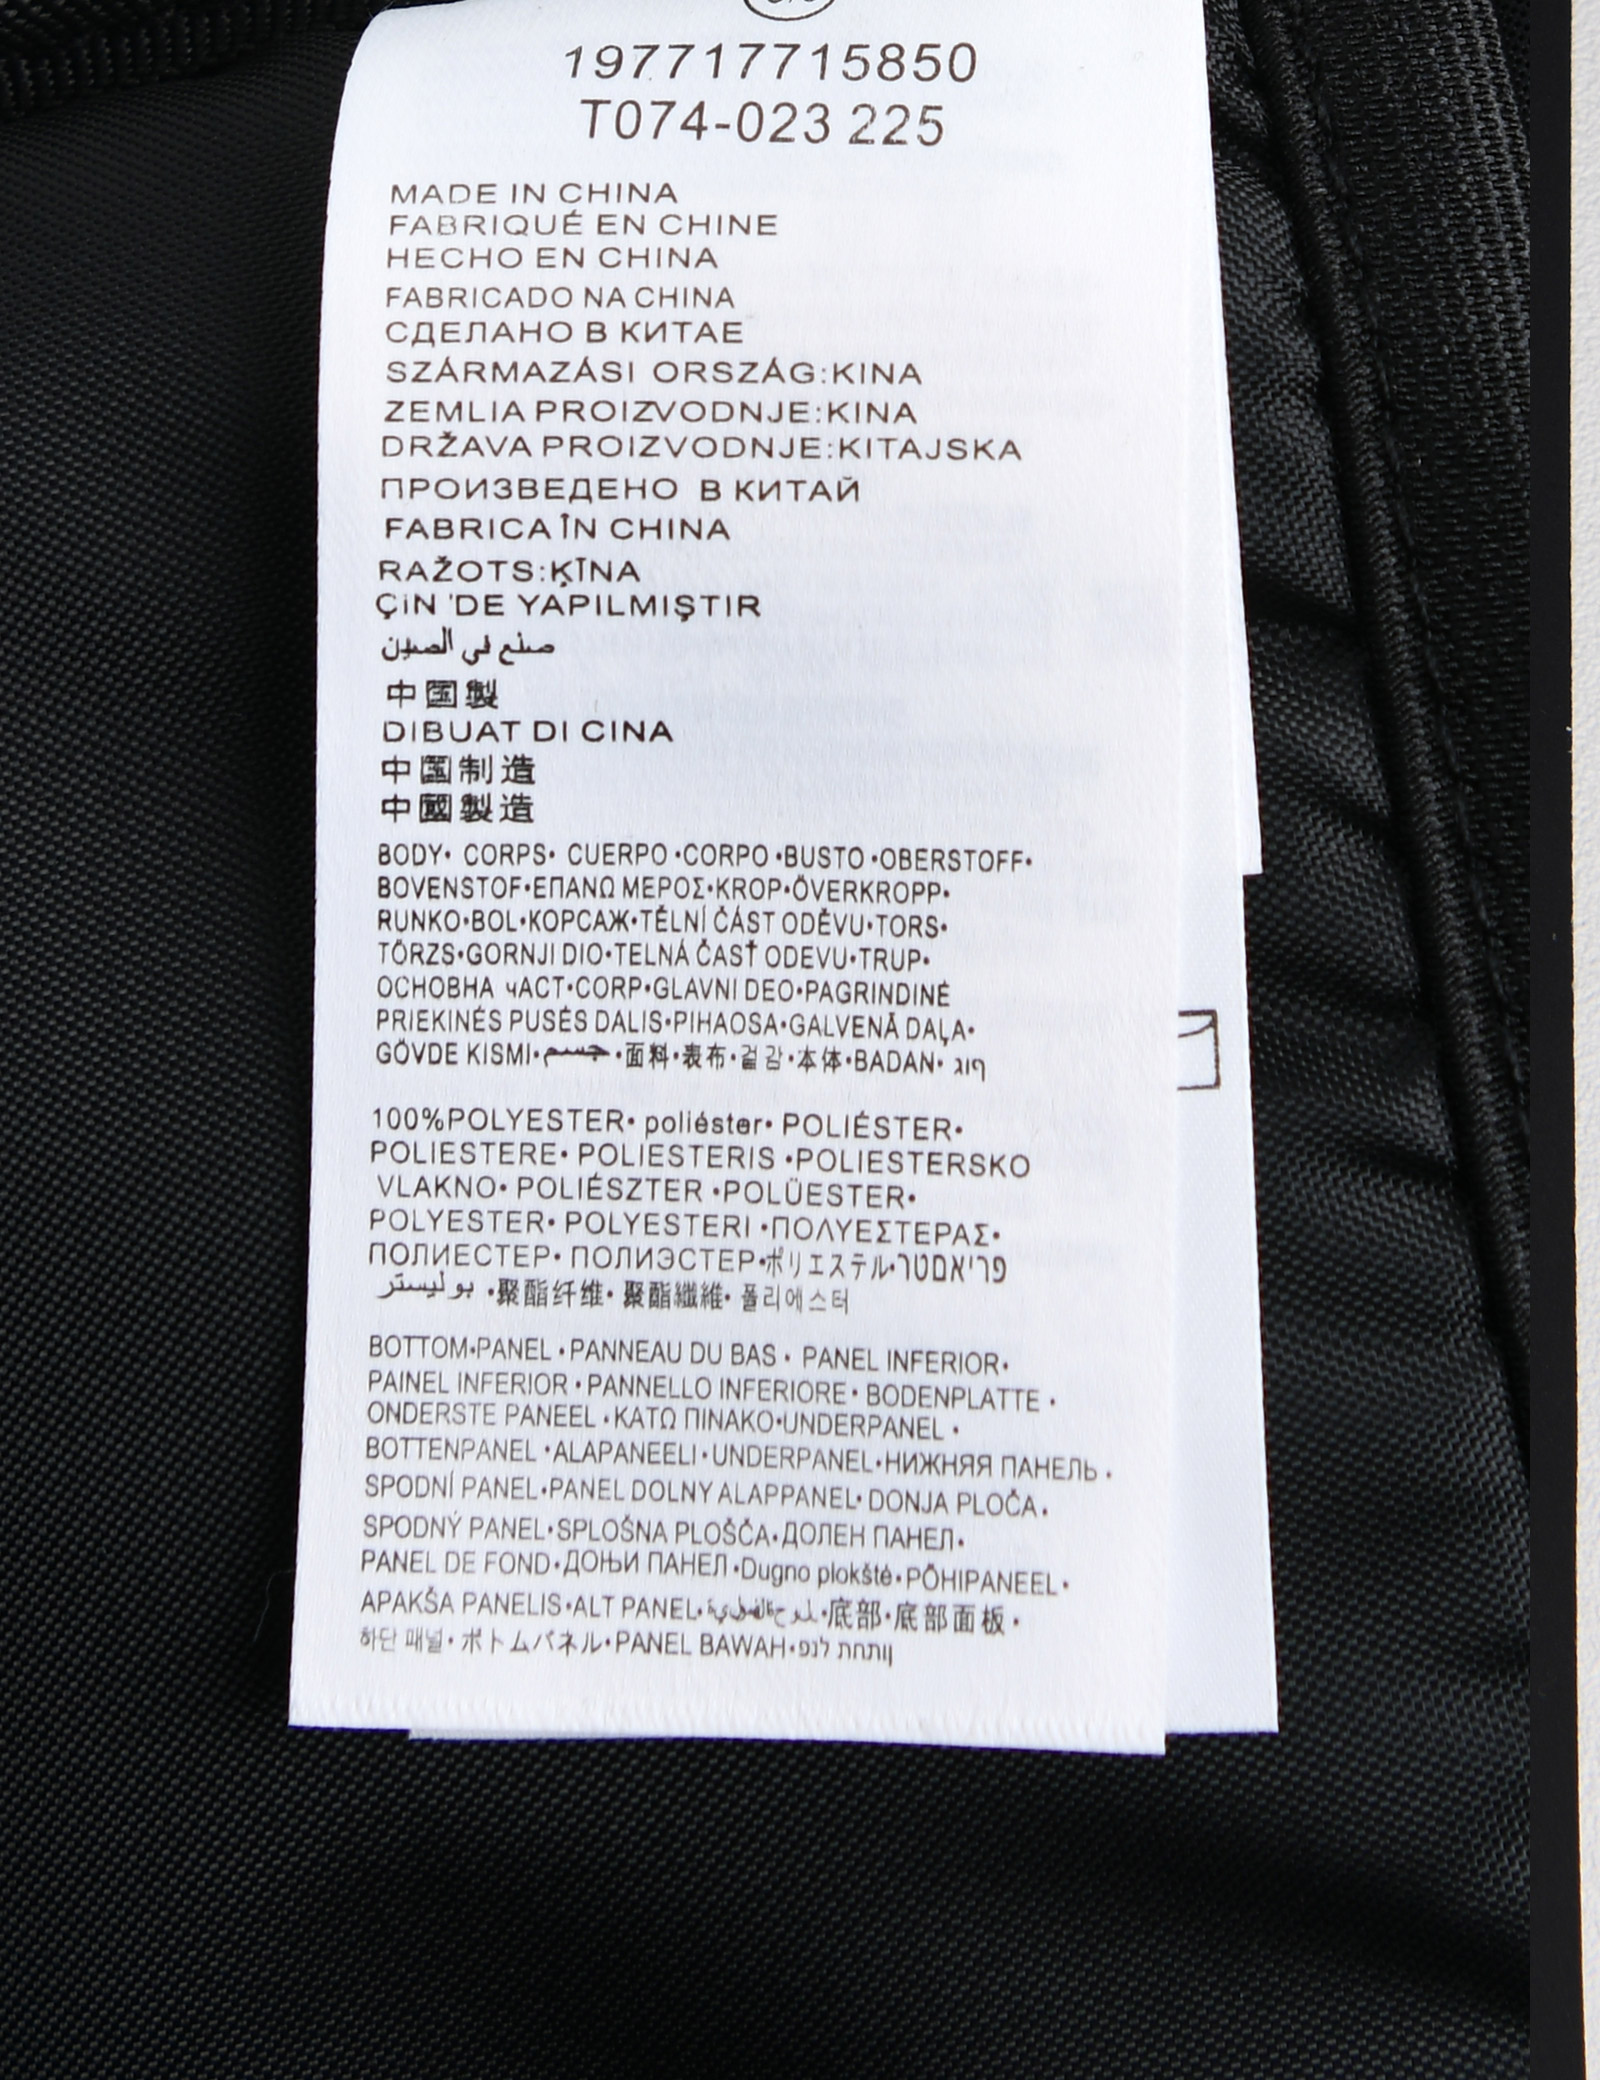 197717715850
T074-023 225
MADE IN CHINA
FABRIQUÉ EN CHINE
HECHO EN CHINA
FABRICADO NA CHINA
СДЕЛАНО В КИТАЕ
SZÁRMAZÁSI ORSZÁG:KINA
ZEMLIA PROIZVODNJE:KINA
DRŽAVA PROIZVODNJE:KITAJSKA
ПРОИЗВЕДЕНО В КИТАЙ
FABRICA ÎN CHINA
RAŽOTS:ĶĪNA
ÇİN 'DE YAPILMIŞTIR
صنع في الصين
中国製
DIBUAT DI CINA
中国制造
中國製造
BODY• CORPS• CUERPO •CORPO •BUSTO •OBERSTOFF•
BOVENSTOF•ΕΠΑΝΩ ΜΕΡΟΣ•KROP•ÖVERKROPP•
RUNKO•BOL•КОРСАЖ•TĚLNÍ ČÁST ODĚVU•TORS•
TÖRZS•GORNJI DIO•TELNÁ ČASŤ ODEVU•TRUP•
ОСНОВНА чАСТ•CORP•GLAVNI DEO•PAGRINDINĖ
PRIEKINĖS PUSĖS DALIS•PIHAOSA•GALVENĀ DAĻA•
GÖVDE KISMI•جسم•面料•表布•겉감•本体•BADAN• גוף
100%POLYESTER• poliéster• POLIÉSTER•
POLIESTERE• POLIESTERIS •POLIESTERSKO
VLAKNO• POLIÉSZTER •POLÜESTER•
POLYESTER• POLYESTERI •ΠΟΛΥΕΣΤΕΡΑΣ•
ПОЛИЕСТЕР• ПОЛИЭСТЕР•ポリエステル•פריאסטר
بوليستر •聚酯纤维• 聚酯纖維• 폴리에스터
BOTTOM•PANEL •PANNEAU DU BAS • PANEL INFERIOR•
PAINEL INFERIOR •PANNELLO INFERIORE• BODENPLATTE •
ONDERSTE PANEEL •ΚΑΤΩ ΠΙΝΑΚΟ•UNDERPANEL •
BOTTENPANEL •ALAPANEELI•UNDERPANEL•НИЖНЯЯ ПАНЕЛЬ •
SPODNÍ PANEL•PANEL DOLNY ALAPPANEL• DONJA PLOČA •
SPODNÝ PANEL•SPLOŠNA PLOŠČA•ДОЛЕН ПАНЕЛ•
PANEL DE FOND•ДОЊИ ПАНЕЛ •Dugno plokštė•PÕHIPANEEL•
APAKŠA PANELIS•ALT PANEL•底部•底部面板 •
하단 패널• ボトムパネル•PANEL BAWAH•פנל תחתון